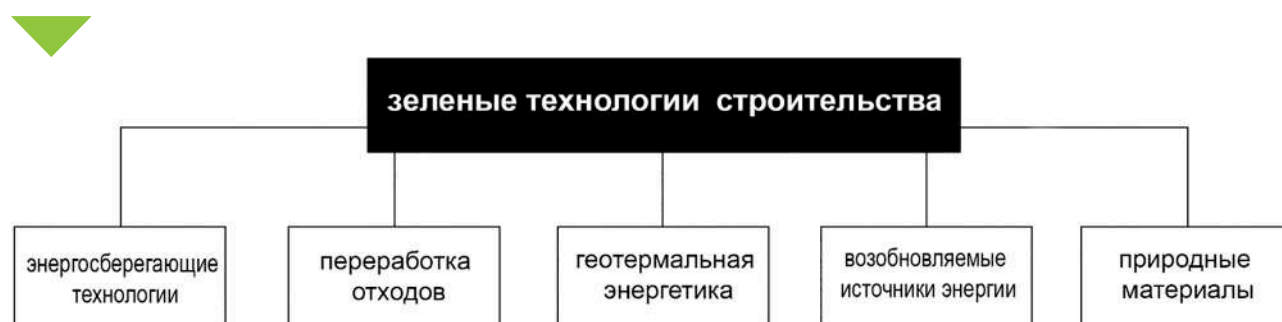 зеленые технологии строительства
энергосберегающие
технологии
переработка
отходов
геотермальная
энергетика
возобновляемые
источники энергии
природные
материалы